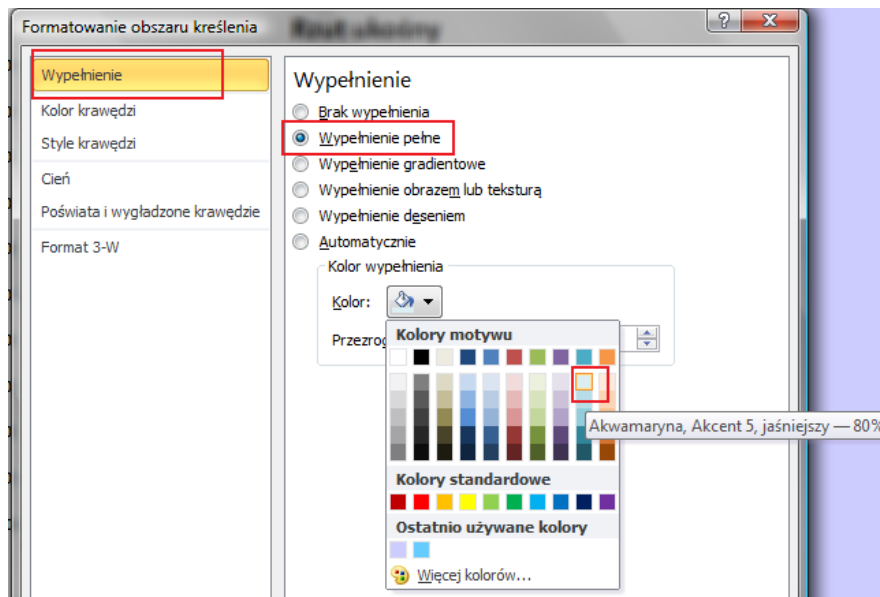 Formatowanie obszaru kreślenia
Rzut ukośny
Wypełnienie
Kolor krawędzi
Style krawędzi
Cień
Poświata i wygładzone krawędzie
Format 3-W
Wypełnienie
Brak wypełnienia
Wypełnienie pełne
Wypełnienie gradientowe
Wypełnienie obrazem lub teksturą
Wypełnienie deseniem
Automatycznie
Kolor wypełnienia
Kolor:
Przezroc
Kolory motywu
Akwamaryna, Akcent 5, jaśniejszy — 80%
Kolory standardowe
Ostatnio używane kolory
Więcej kolorów...